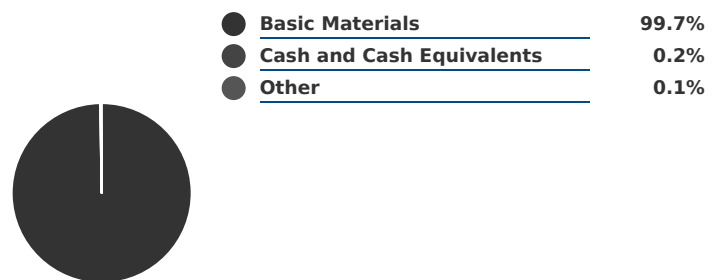 Basic Materials 99.7%
Cash and Cash Equivalents 0.2%
Other 0.1%